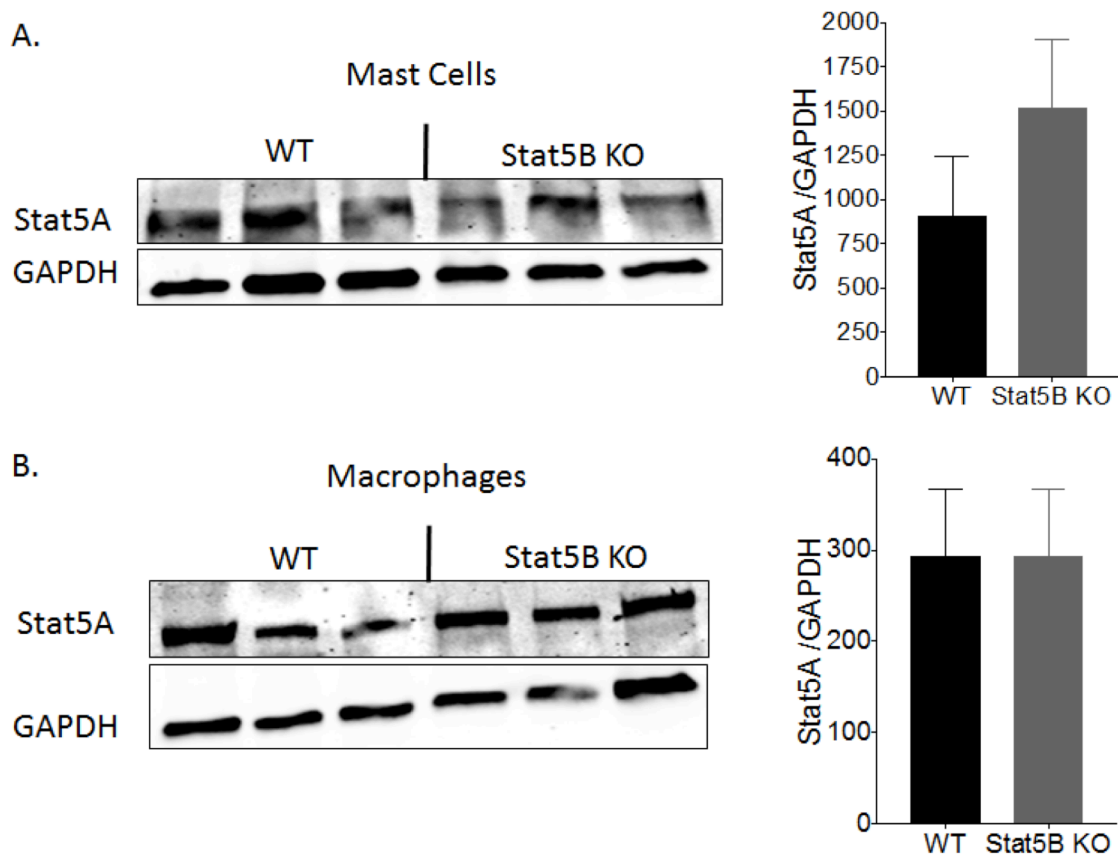 A.
Mast Cells
WT
Stat5B KO
Stat5A
GAPDH
Stat5A /GAPDH
2000
1750
1500
1250
1000
750
500
250
0
WT
Stat5B KO
B.
Macrophages
WT
Stat5B KO
Stat5A
GAPDH
Stat5A /GAPDH
400
300
200
100
0
WT
Stat5B KO